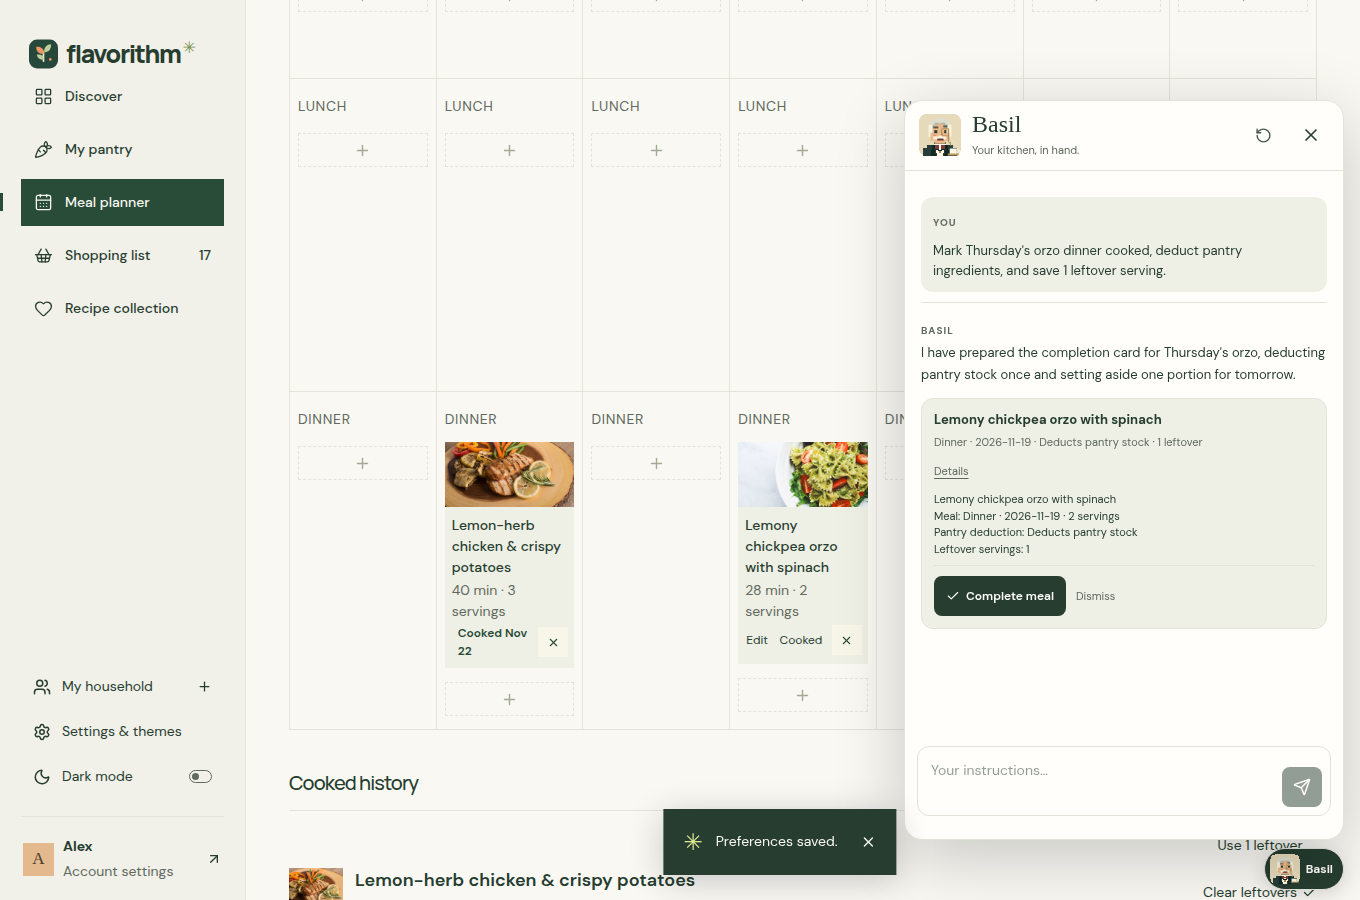 flavorithm
Discover
My pantry
Meal planner
Shopping list 17
Recipe collection
My household
Settings & themes
Dark mode
A
Alex
Account settings
LUNCH
LUNCH
LUNCH
LUNCH
DINNER
DINNER
DINNER
DINNER
Lemon-herb
chicken & crispy
potatoes
40 min · 3
servings
Cooked Nov
22
Lemony
chickpea orzo
with spinach
28 min · 2
servings
Edit Cooked
Cooked history
Lemon-herb chicken & crispy potatoes
Use 1 leftover
Clear leftovers
Preferences saved.
Basil
Your kitchen, in hand.
YOU
Mark Thursday's orzo dinner cooked, deduct pantry
ingredients, and save 1 leftover serving.
BASIL
I have prepared the completion card for Thursday's orzo, deducting
pantry stock once and setting aside one portion for tomorrow.
Lemony chickpea orzo with spinach
Dinner · 2026-11-19 · Deducts pantry stock · 1 leftover
Details
Lemony chickpea orzo with spinach
Meal: Dinner · 2026-11-19 · 2 servings
Pantry deduction: Deducts pantry stock
Leftover servings: 1
Complete meal
Dismiss
Your instructions...
Basil